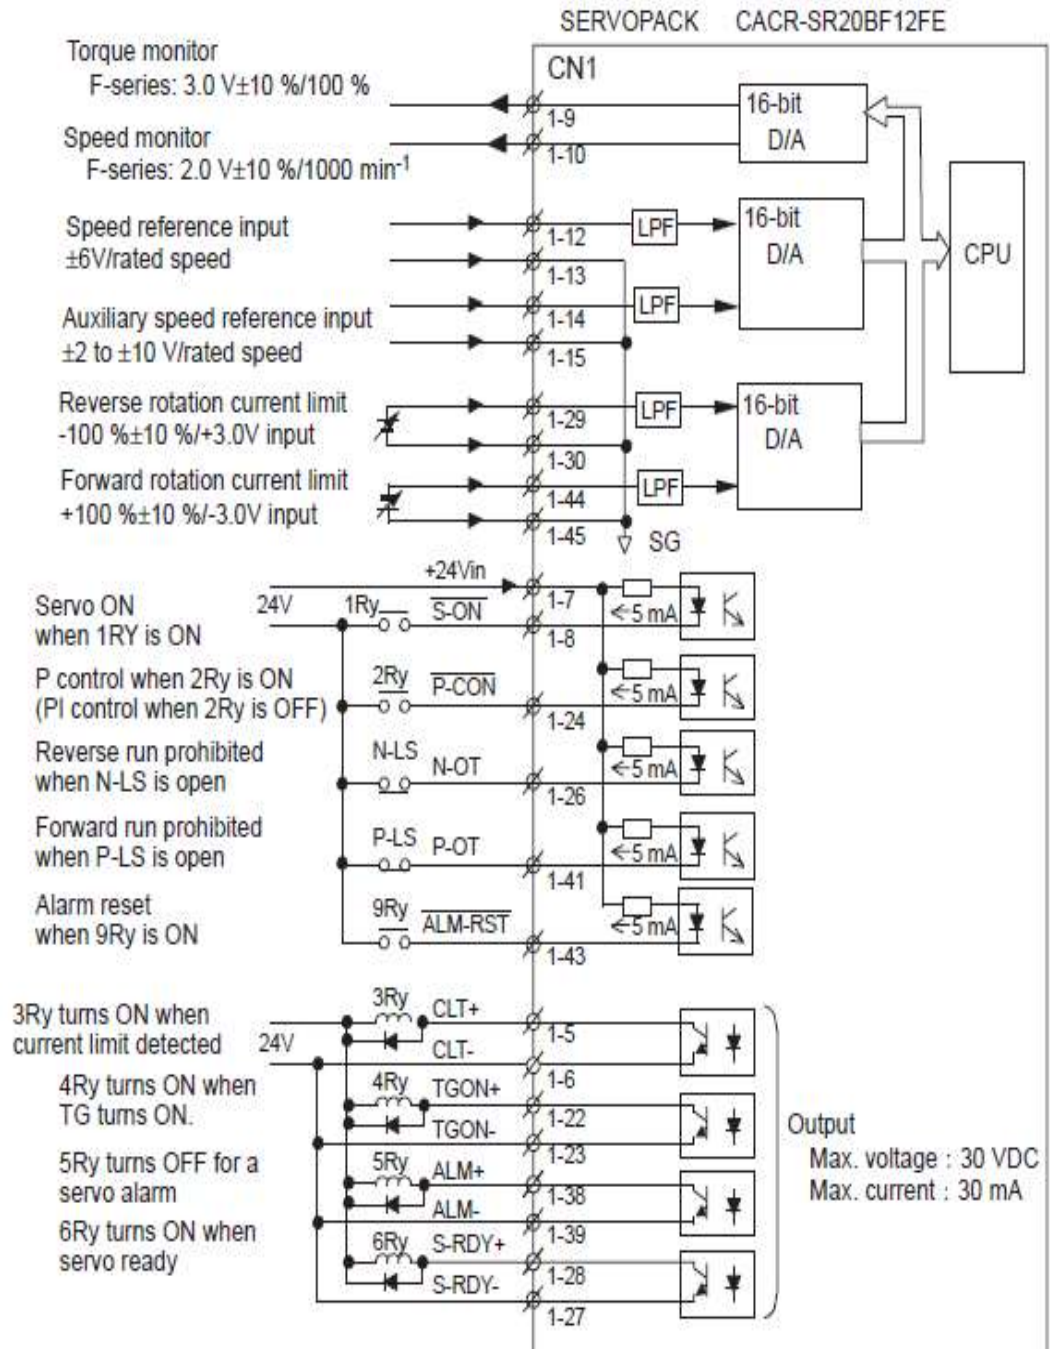 SERVOPACK CACR-SR20BF12FE
Torque monitor
F-series: 3.0 V±10 %/100 %
CN1
1-9
16-bit
D/A
Speed monitor
F-series: 2.0 V±10 %/1000 min-1
1-10
Speed reference input
±6V/rated speed
1-12
LPF
16-bit
D/A
CPU
1-13
Auxiliary speed reference input
±2 to ±10 V/rated speed
1-14
LPF
1-15
Reverse rotation current limit
-100 %±10 %/+3.0V input
1-29
LPF
16-bit
D/A
1-30
Forward rotation current limit
+100 %±10 %/-3.0V input
1-44
LPF
1-45
SG
+24Vin
1-7
Servo ON
when 1RY is ON
24V
1Ry
S-ON
1-8
5 mA
P control when 2Ry is ON
(PI control when 2Ry is OFF)
2Ry
P-CON
1-24
5 mA
Reverse run prohibited
when N-LS is open
N-LS
N-OT
1-26
5 mA
Forward run prohibited
when P-LS is open
P-LS
P-OT
1-41
5 mA
Alarm reset
when 9Ry is ON
9Ry
ALM-RST
1-43
5 mA
3Ry turns ON when
current limit detected
24V
3Ry
CLT+
1-5
CLT-
1-6
4Ry turns ON when
TG turns ON.
4Ry
TGON+
1-22
TGON-
1-23
5Ry turns OFF for a
servo alarm
5Ry
ALM+
1-38
ALM-
1-39
6Ry turns ON when
servo ready
6Ry
S-RDY+
1-28
S-RDY-
1-27
Output
Max. voltage : 30 VDC
Max. current : 30 mA